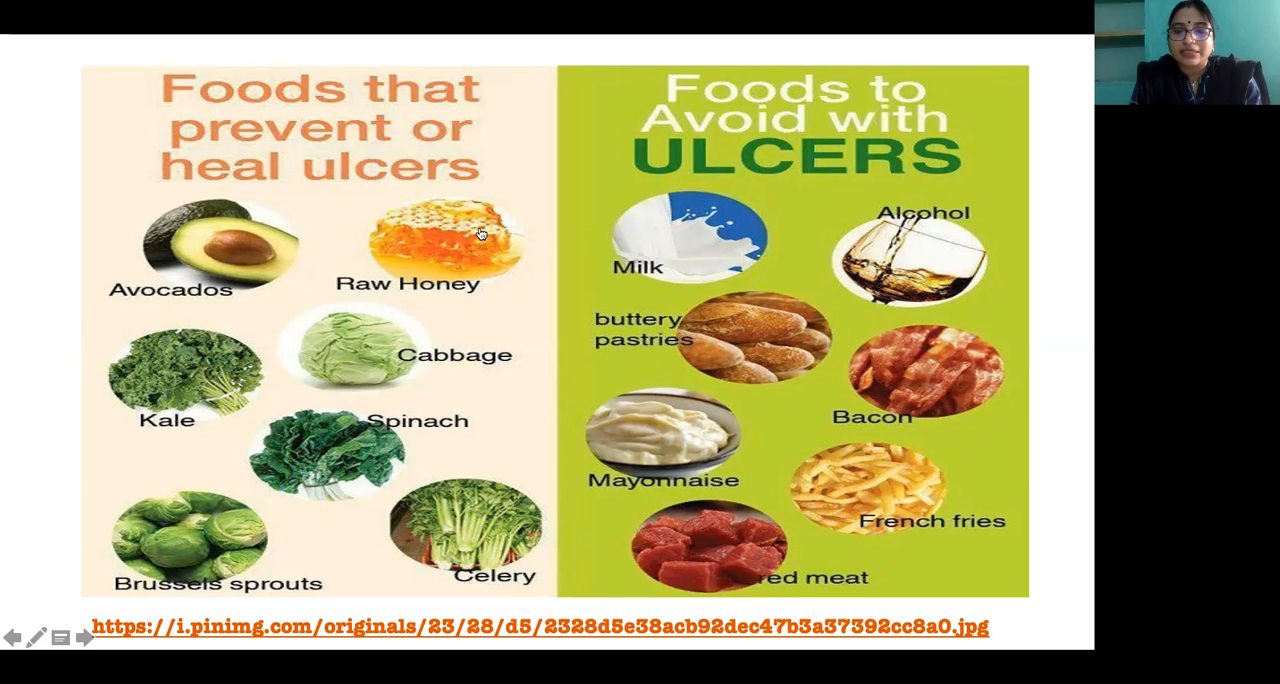 Foods that
prevent or
heal ulcers
Avocados
Raw Honey
Cabbage
Kale
Spinach
Brussels sprouts
Celery
Foods to
Avoid with
ULCERS
Milk
Alcohol
buttery
pastries
Bacon
Mayonnaise
French fries
red meat
https://i.pinimg.com/originals/23/28/d5/2328d5e38acb92dec47b3a37392cc8a0.jpg